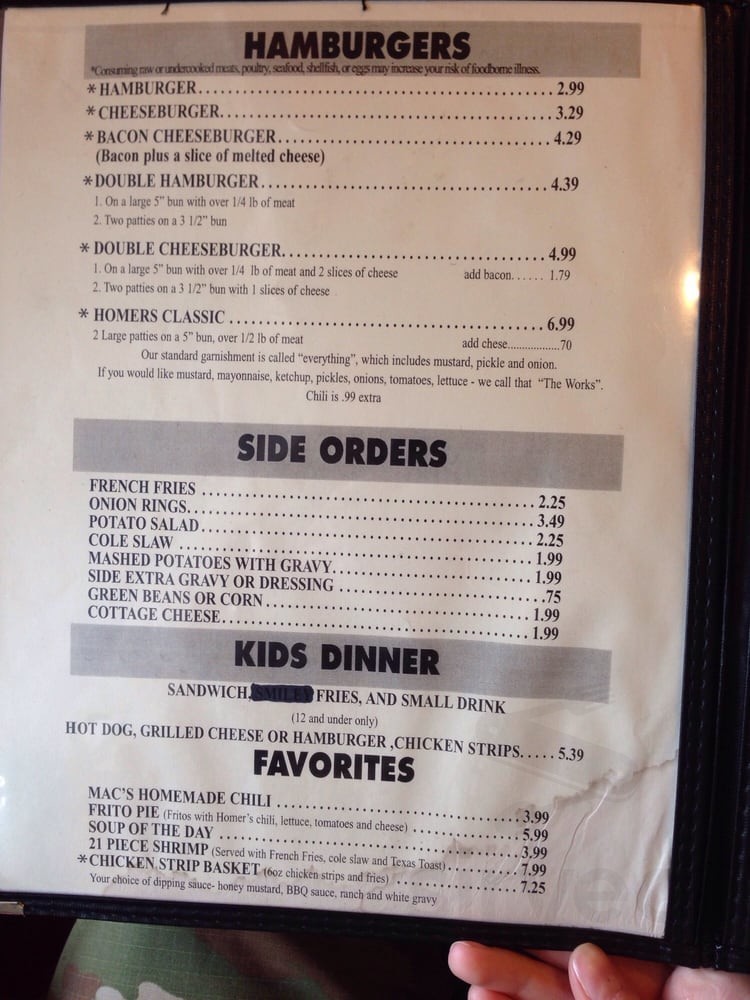 HAMBURGERS
*Consuming raw or undercooked meats, poultry, seafood, shellfish, or eggs may increase your risk of foodborne illness.
* HAMBURGER.......2.99
* CHEESEBURGER.......3.29
* BACON CHEESEBURGER.......4.29
(Bacon plus a slice of melted cheese)
* DOUBLE HAMBURGER.......4.39
1. On a large 5" bun with over 1/4 lb of meat
2. Two patties on a 3 1/2" bun
* DOUBLE CHEESEBURGER.......4.99
1. On a large 5" bun with over 1/4 lb of meat and 2 slices of cheese add bacon...... 1.79
2. Two patties on a 3 1/2" bun with 1 slices of cheese
* HOMERS CLASSIC .......6.99
2 Large patties on a 5" bun, over 1/2 lb of meat add chese..................70
Our standard garnishment is called "everything", which includes mustard, pickle and onion.
If you would like mustard, mayonnaise, ketchup, pickles, onions, tomatoes, lettuce - we call that "The Works".
Chili is .99 extra
SIDE ORDERS
FRENCH FRIES .......2.25
ONION RINGS.......3.49
POTATO SALAD.......2.25
COLE SLAW .......1.99
MASHED POTATOES WITH GRAVY.......1.99
SIDE EXTRA GRAVY OR DRESSING ........75
GREEN BEANS OR CORN.......1.99
COTTAGE CHEESE.......1.99
KIDS DINNER
SANDWICH, SMILEY FRIES, AND SMALL DRINK
(12 and under only)
HOT DOG, GRILLED CHEESE OR HAMBURGER ,CHICKEN STRIPS..... 5.39
FAVORITES
MAC'S HOMEMADE CHILI .......3.99
FRITO PIE (Fritos with Homer's chili, lettuce, tomatoes and cheese) .......5.99
SOUP OF THE DAY .......3.99
21 PIECE SHRIMP (Served with French Fries, cole slaw and Texas Toast).......7.99
*CHICKEN STRIP BASKET (6oz chicken strips and fries) .......7.25
Your choice of dipping sauce- honey mustard, BBQ sauce, ranch and white gravy